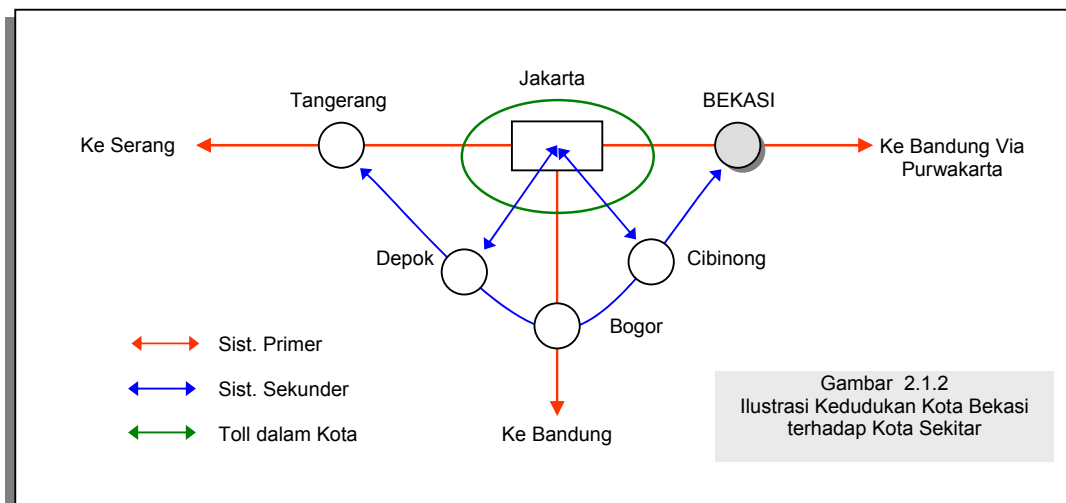 Jakarta
Tangerang
BEKASI
Ke Serang
Ke Bandung Via
Purwakarta
Depok
Cibinong
Bogor
Sist. Primer
Sist. Sekunder
Toll dalam Kota
Ke Bandung
Gambar 2.1.2
Ilustrasi Kedudukan Kota Bekasi
terhadap Kota Sekitar